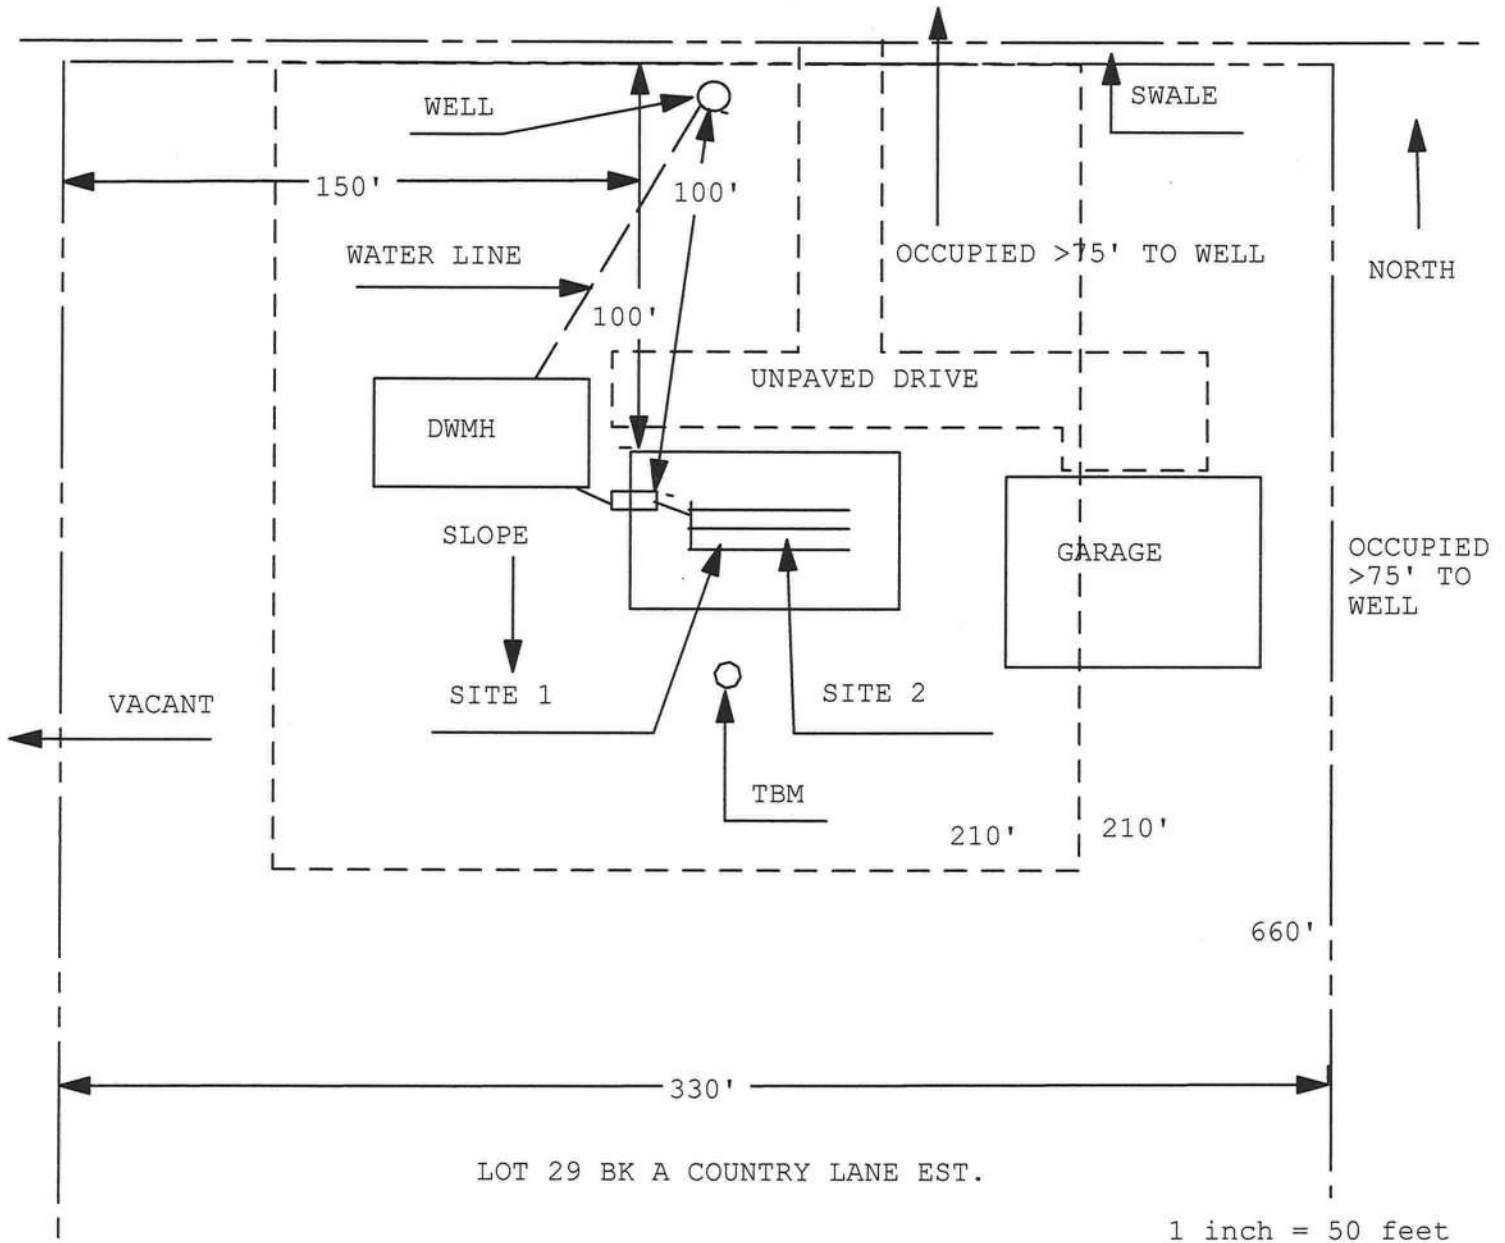 WELL
SWALE
150'
100'
WATER LINE
OCCUPIED >75' TO WELL
NORTH
100'
UNPAVED DRIVE
DWMH
SLOPE
GARAGE
OCCUPIED
>75' TO
WELL
VACANT
SITE 1
SITE 2
TBM
210'
210'
660'
330'
LOT 29 BK A COUNTRY LANE EST.
1 inch = 50 feet